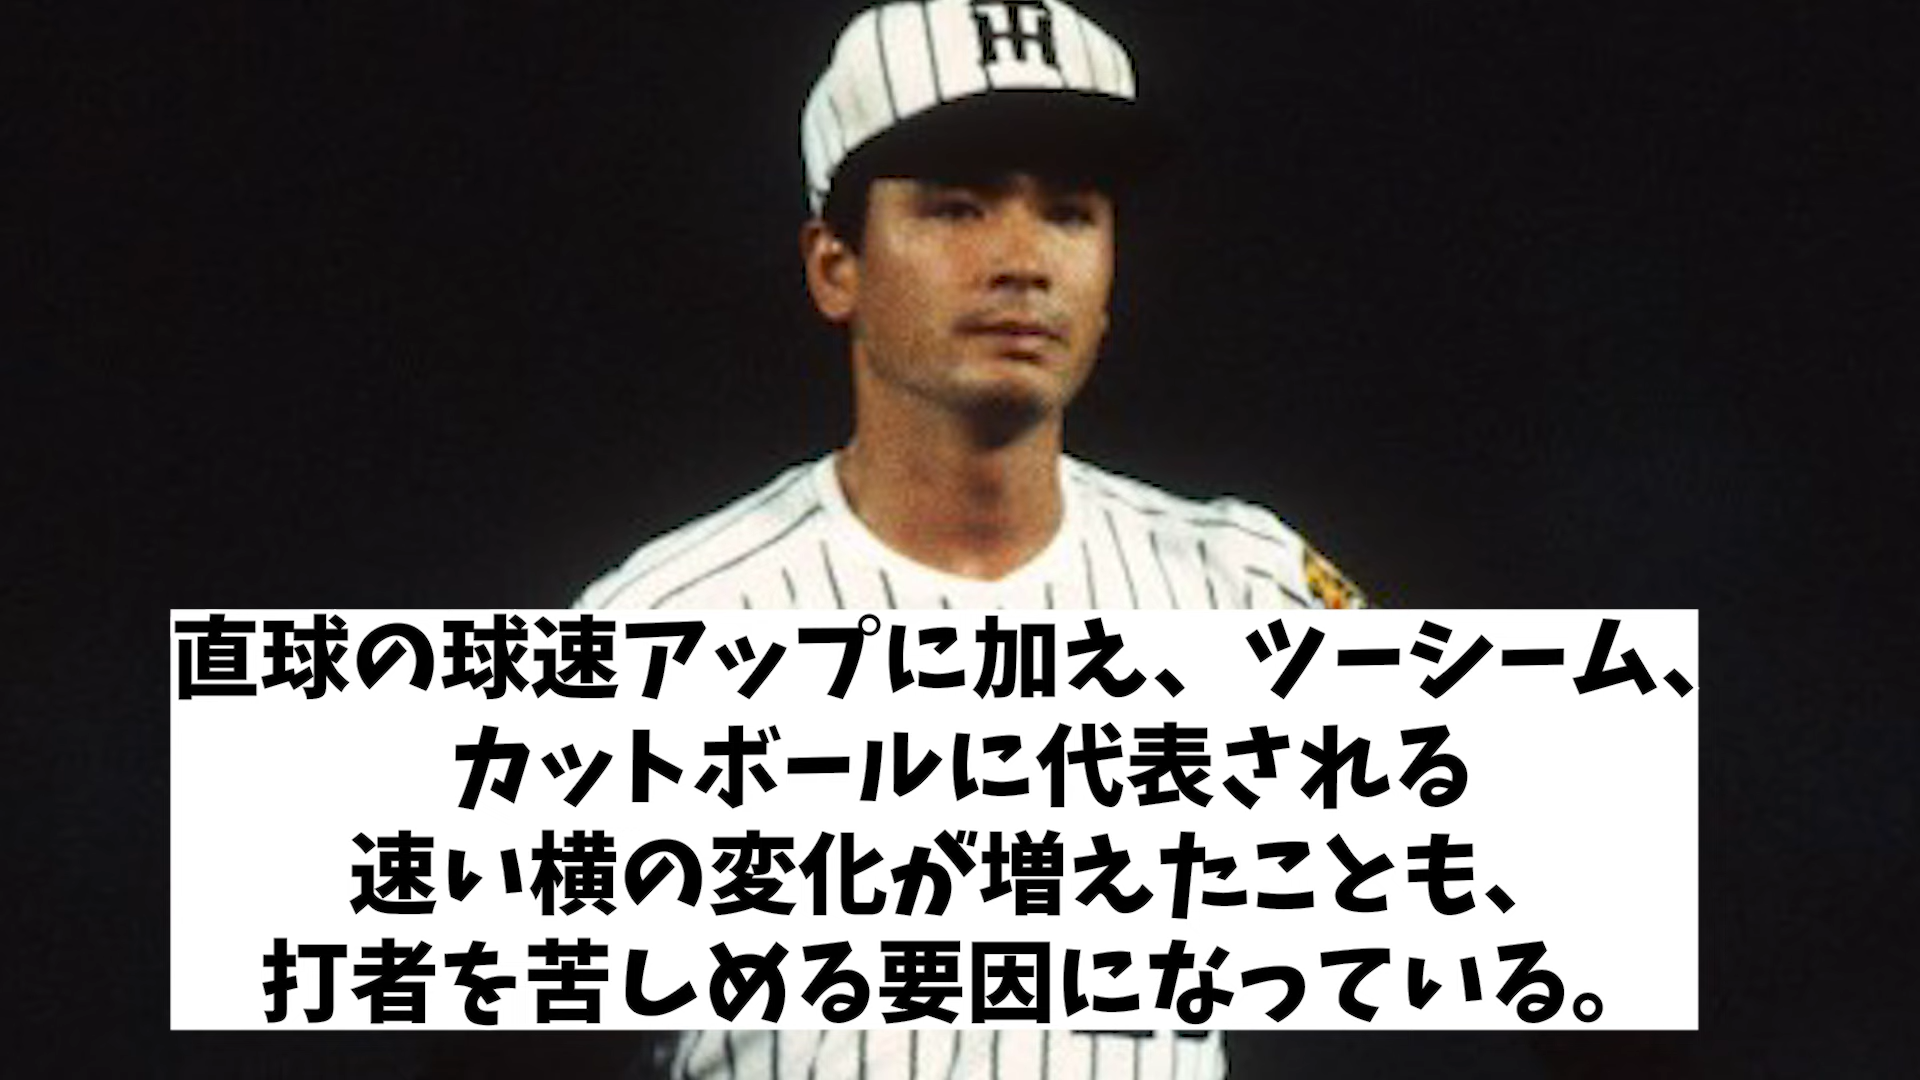 HT
直球の球速アップに加え、ツーシーム、
カットボールに代表される
速い横の変化が増えたことも、
打者を苦しめる要因になっている。